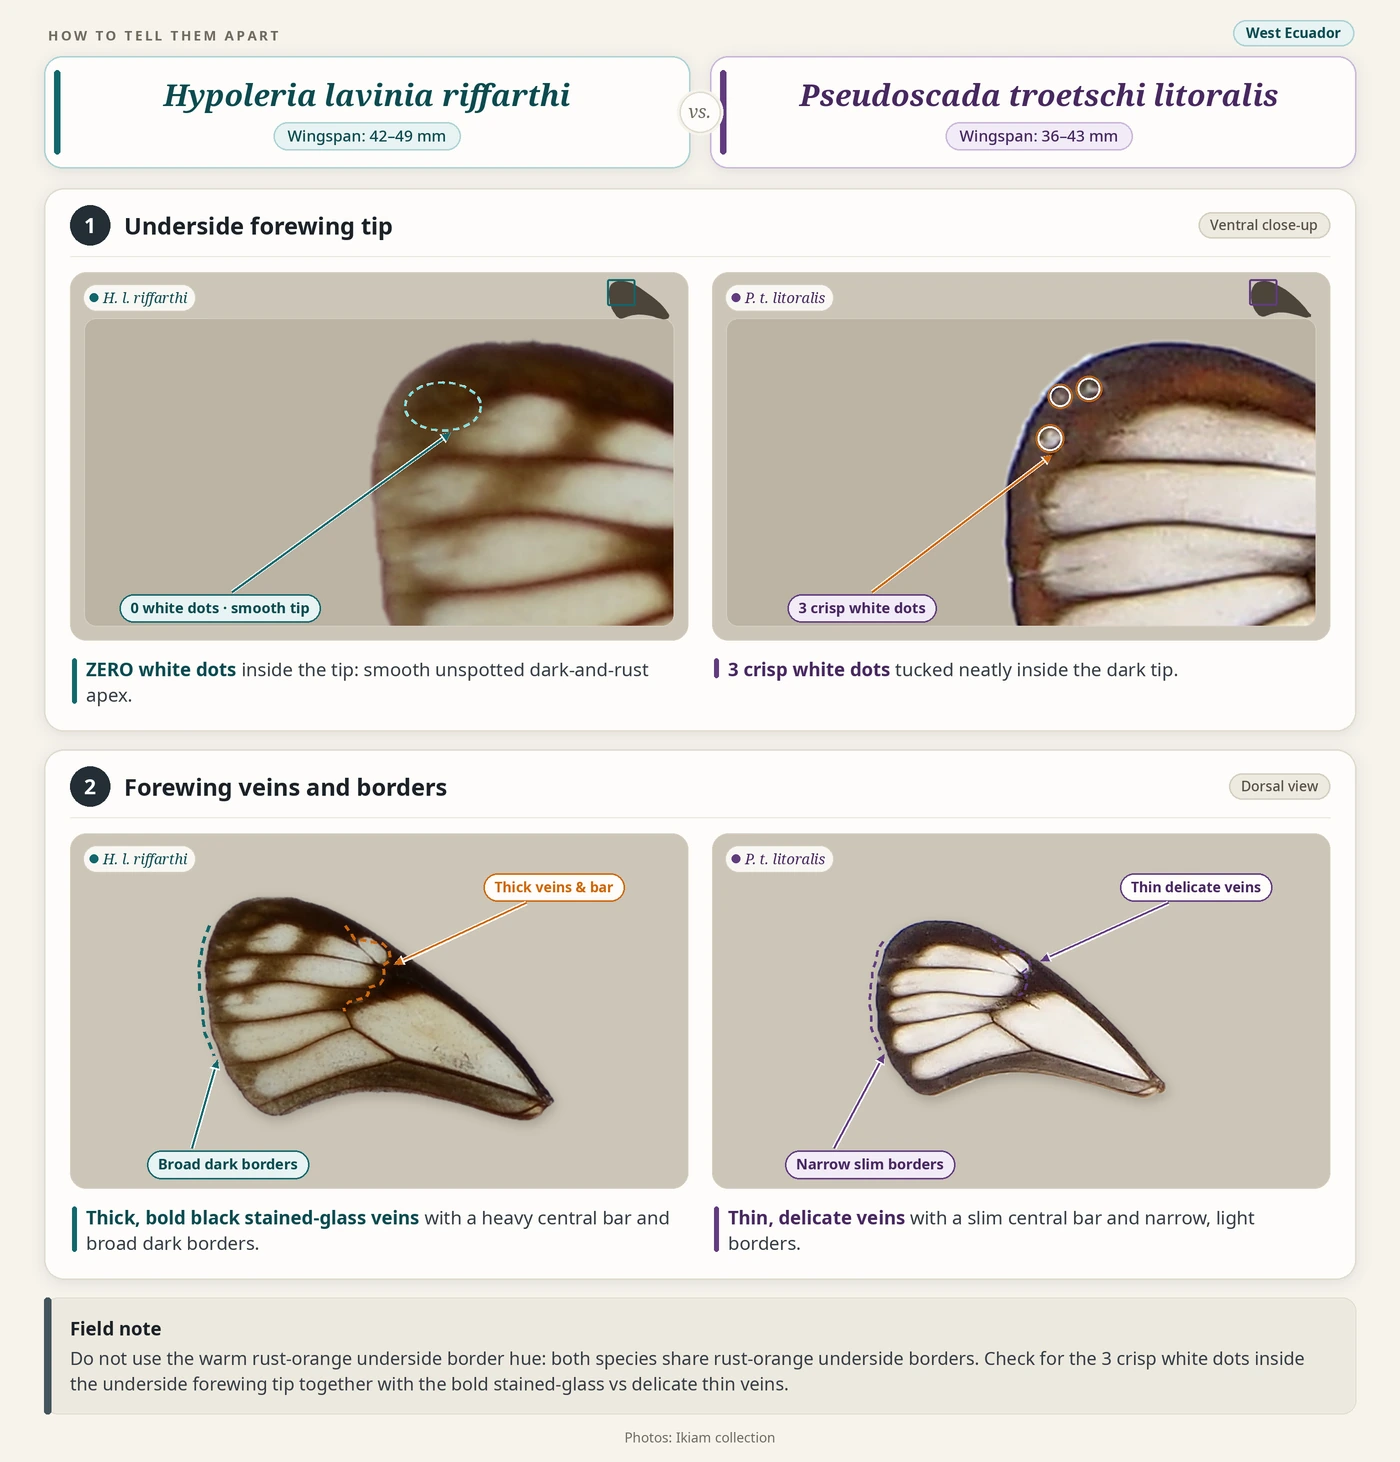 HOW TO TELL THEM APART
West Ecuador
Hypoleria lavinia riffarthi
Wingspan: 42–49 mm
vs.
Pseudoscada troetschi litoralis
Wingspan: 36–43 mm
1
Underside forewing tip
Ventral close-up
H. l. riffarthi
0 white dots · smooth tip
P. t. litoralis
3 crisp white dots
ZERO white dots inside the tip: smooth unspotted dark-and-rust
apex.
3 crisp white dots tucked neatly inside the dark tip.
2
Forewing veins and borders
Dorsal view
H. l. riffarthi
Thick veins & bar
Broad dark borders
P. t. litoralis
Thin delicate veins
Narrow slim borders
Thick, bold black stained-glass veins with a heavy central bar and
broad dark borders.
Thin, delicate veins with a slim central bar and narrow, light
borders.
Field note
Do not use the warm rust-orange underside border hue: both species share rust-orange underside borders. Check for the 3 crisp white dots inside
the underside forewing tip together with the bold stained-glass vs delicate thin veins.
Photos: Ikiam collection